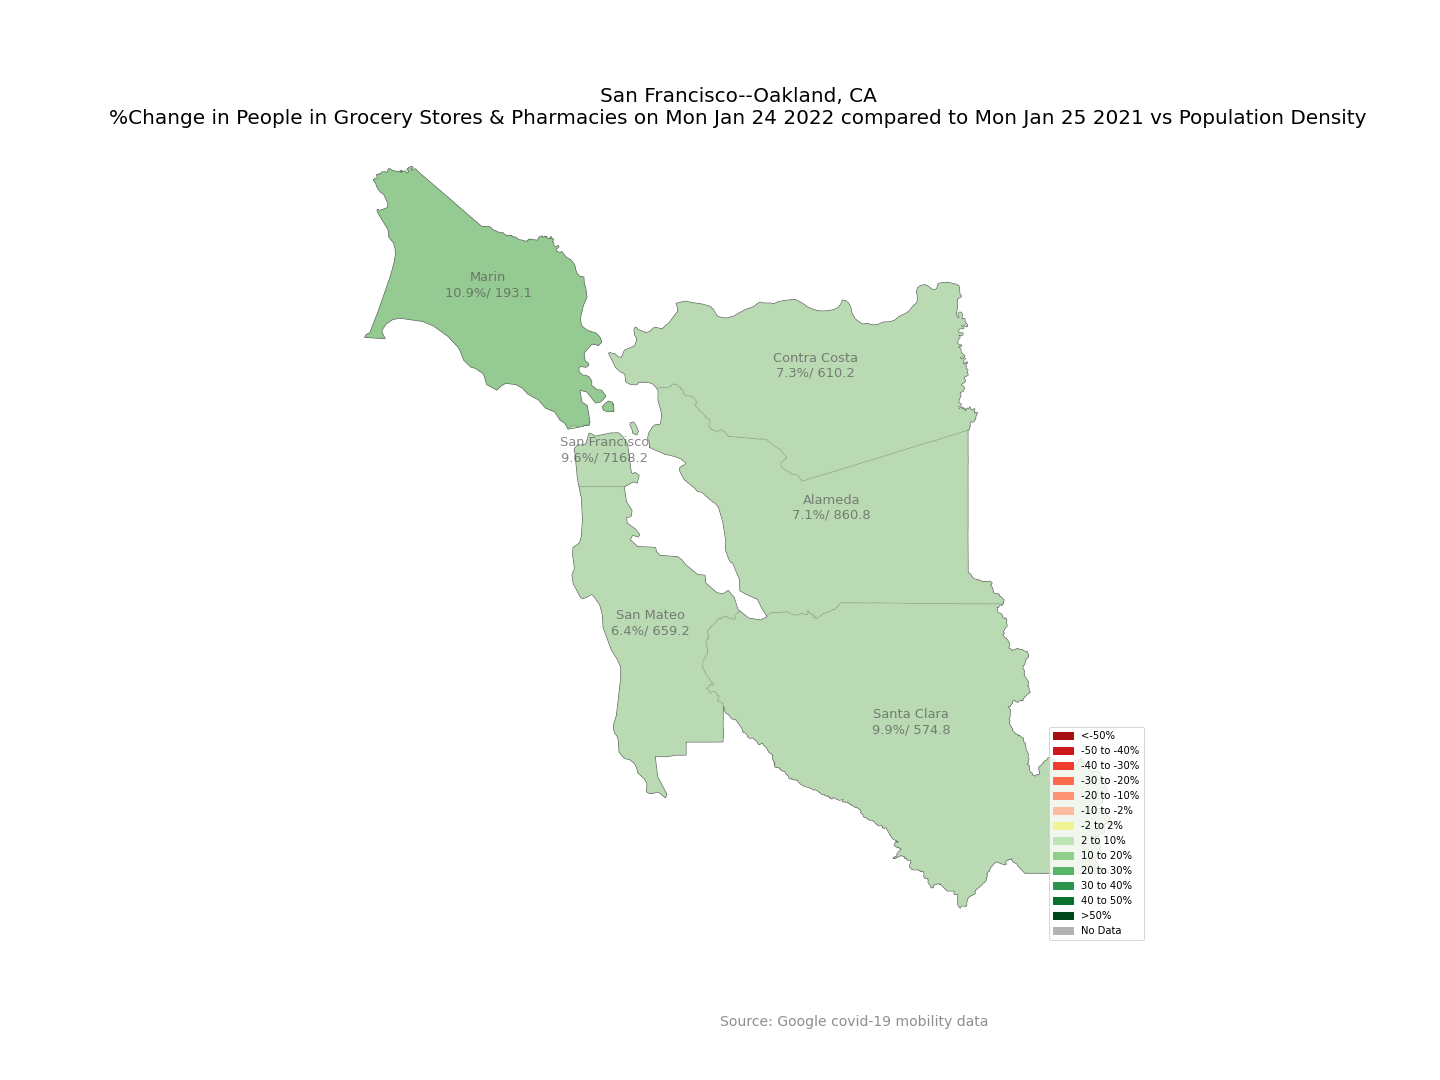 San Francisco--Oakland, CA
%Change in People in Grocery Stores & Pharmacies on Mon Jan 24 2022 compared to Mon Jan 25 2021 vs Population Density
Marin
10.9%/ 193.1
Contra Costa
7.3%/ 610.2
San Francisco
9.6%/ 7168.2
Alameda
7.1%/ 860.8
San Mateo
6.4%/ 659.2
Santa Clara
9.9%/ 574.8
<-50%
-50 to -40%
-40 to -30%
-30 to -20%
-20 to -10%
-10 to -2%
-2 to 2%
2 to 10%
10 to 20%
20 to 30%
30 to 40%
40 to 50%
>50%
No Data
Source: Google covid-19 mobility data